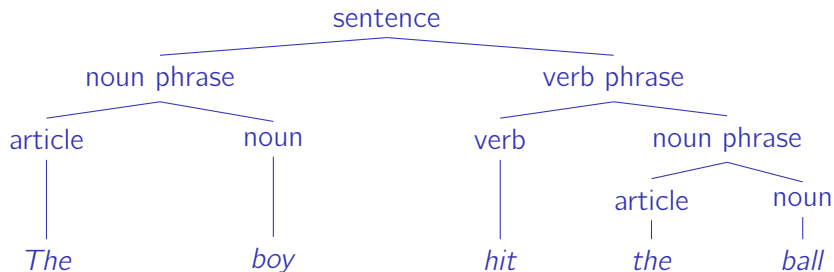 sentence
noun phrase verb phrase
article noun verb noun phrase
article noun
The boy hit the ball